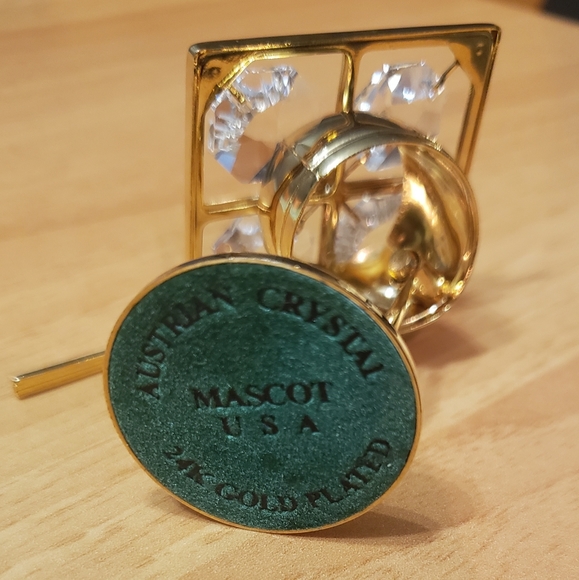 AUSTRIAN CRYSTAL
MASCOT
U S A
24K GOLD PLATED